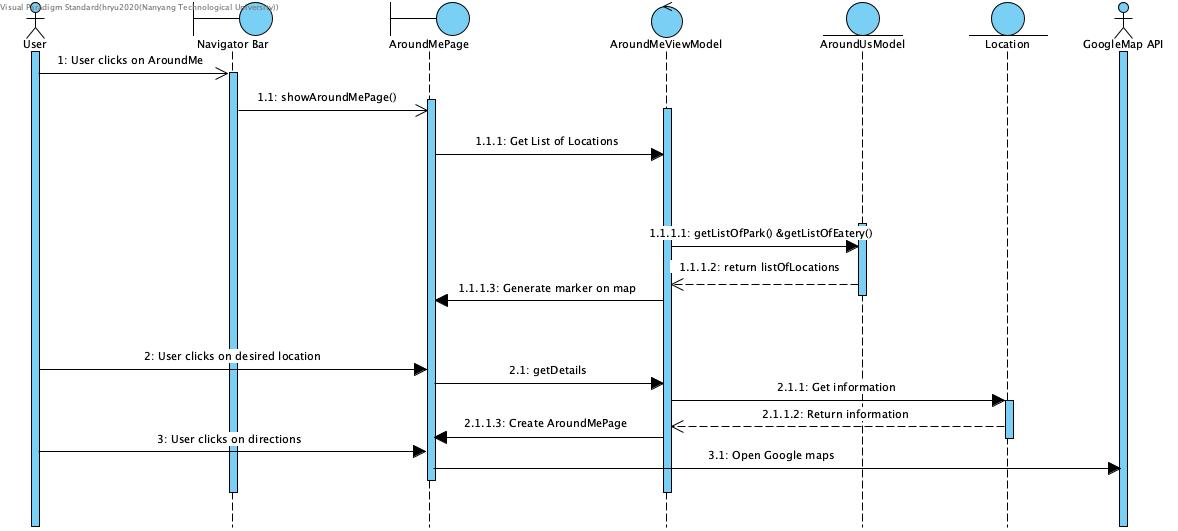 Visual Paradigm Standard(hryu2020(Nanyang Technological University))
User
Navigator Bar
AroundMePage
AroundMeViewModel
AroundUsModel
Location
GoogleMap API
1: User clicks on AroundMe
1.1: showAroundMePage()
1.1.1: Get List of Locations
1.1.1.1: getListOfPark() &getListOfEatery()
1.1.1.2: return listOfLocations
1.1.1.3: Generate marker on map
2: User clicks on desired location
2.1: getDetails
2.1.1: Get information
2.1.1.2: Return information
2.1.1.3: Create AroundMePage
3: User clicks on directions
3.1: Open Google maps